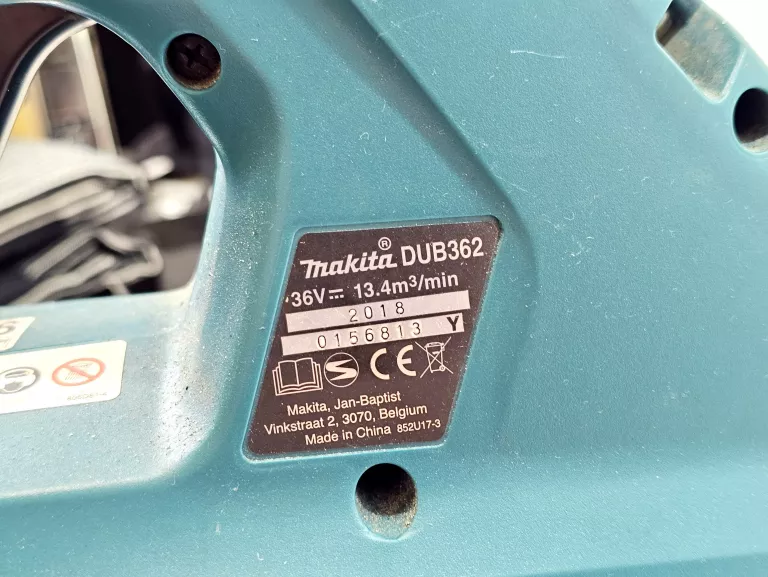 makita® DUB362
36V⎓ 13.4m³/min
2018
0156813 Y
CE
Makita, Jan-Baptist
Vinkstraat 2, 3070, Belgium
Made in China 852U17-3